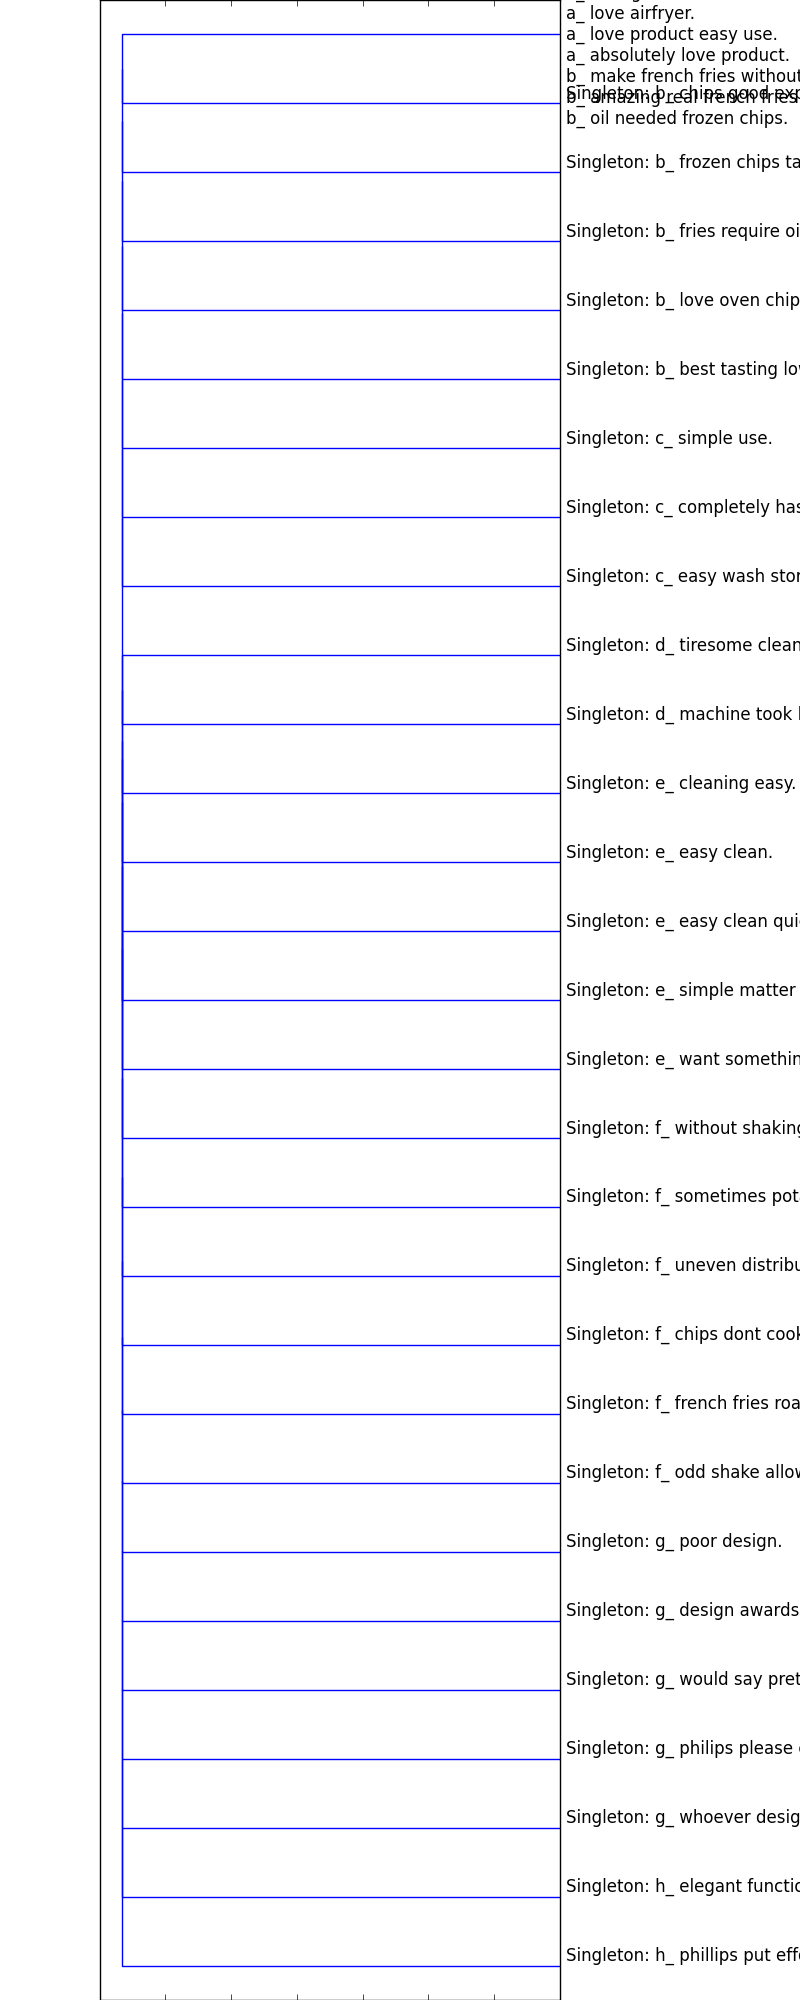 a_ love airfryer.
a_ love product easy use.
a_ absolutely love product.
b_ make french fries without
Singleton: b_ chips good exp
b_ amazing real french fries
b_ oil needed frozen chips.
Singleton: b_ frozen chips ta
Singleton: b_ fries require oi
Singleton: b_ love oven chip
Singleton: b_ best tasting lo
Singleton: c_ simple use.
Singleton: c_ completely has
Singleton: c_ easy wash stor
Singleton: d_ tiresome clean
Singleton: d_ machine took
Singleton: e_ cleaning easy.
Singleton: e_ easy clean.
Singleton: e_ easy clean qui
Singleton: e_ simple matter
Singleton: e_ want somethin
Singleton: f_ without shaking
Singleton: f_ sometimes pot
Singleton: f_ uneven distribu
Singleton: f_ chips dont cook
Singleton: f_ french fries roa
Singleton: f_ odd shake allow
Singleton: g_ poor design.
Singleton: g_ design awards
Singleton: g_ would say pret
Singleton: g_ philips please
Singleton: g_ whoever desig
Singleton: h_ elegant functio
Singleton: h_ phillips put eff